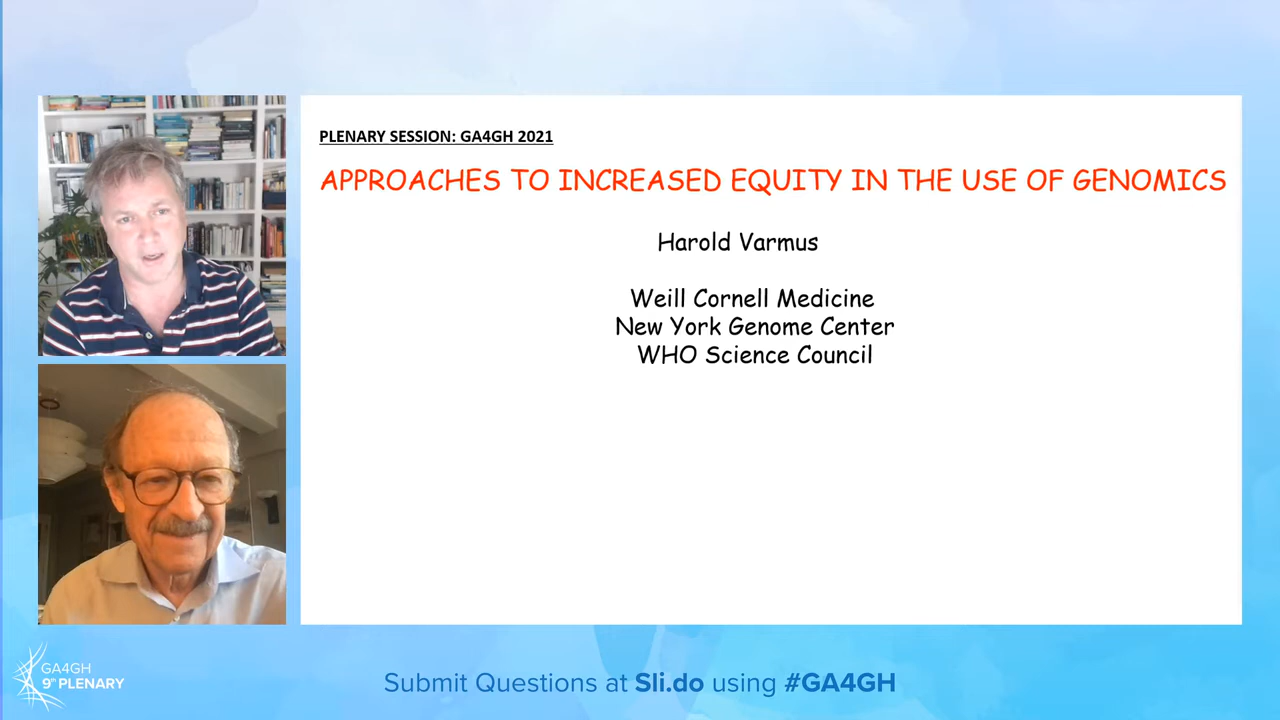 PLENARY SESSION: GA4GH 2021
APPROACHES TO INCREASED EQUITY IN THE USE OF GENOMICS
Harold Varmus
Weill Cornell Medicine
New York Genome Center
WHO Science Council
GA4GH
9th PLENARY
Submit Questions at Sli.do using #GA4GH